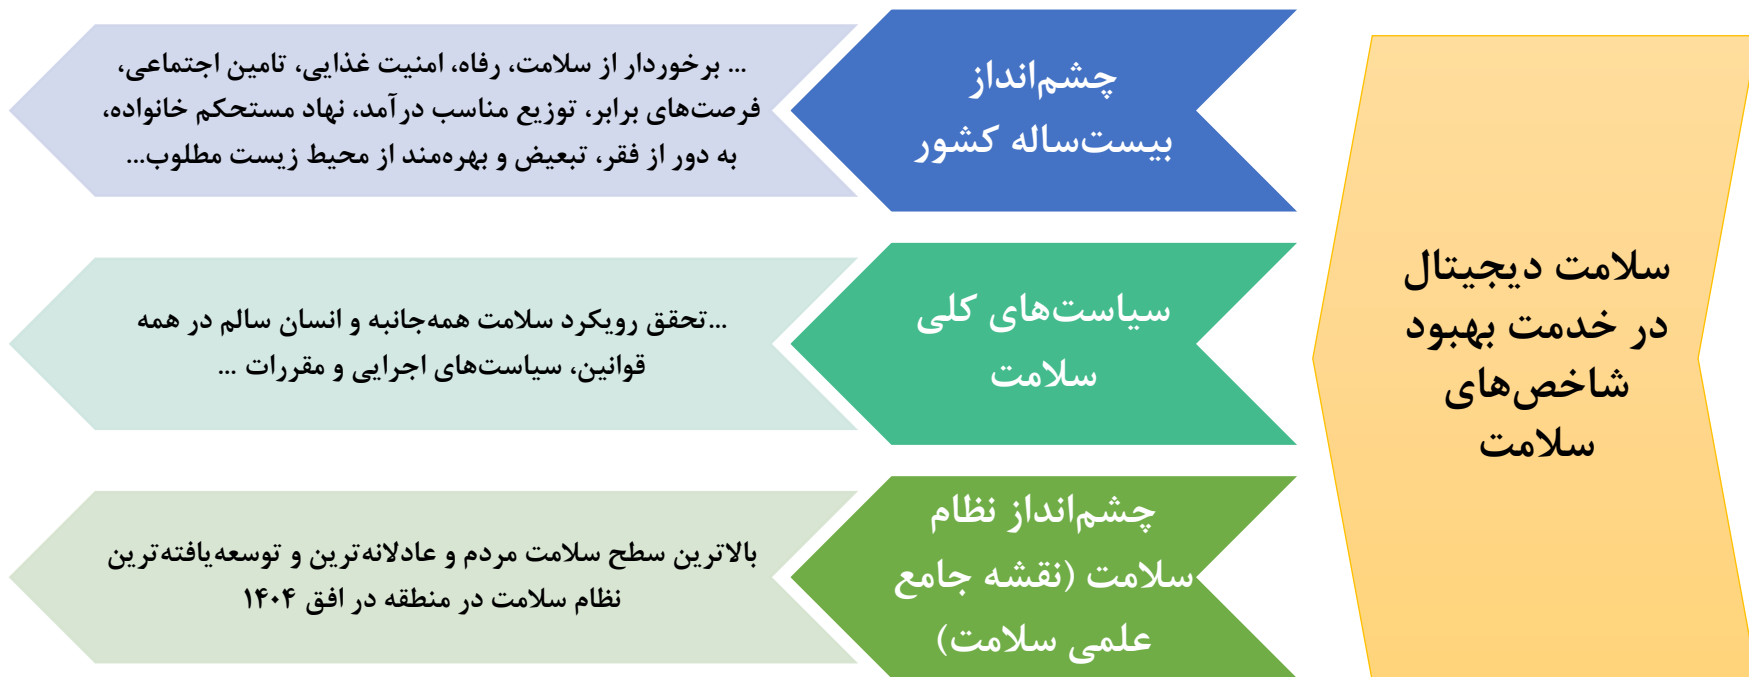 سلامت دیجیتال
در خدمت بهبود
شاخص‌های
سلامت
چشم‌انداز
بیست‌ساله کشور
... برخوردار از سلامت، رفاه، امنیت غذایی، تامین اجتماعی،
فرصت‌های برابر، توزیع مناسب درآمد، نهاد مستحکم خانواده،
به دور از فقر، تبعیض و بهره‌مند از محیط زیست مطلوب...
سیاست‌های کلی
سلامت
...تحقق رویکرد سلامت همه‌جانبه و انسان سالم در همه
قوانین، سیاست‌های اجرایی و مقررات ...
چشم‌انداز نظام
سلامت (نقشه جامع
علمی سلامت)
بالاترین سطح سلامت مردم و عادلانه‌ترین و توسعه‌یافته‌ترین
نظام سلامت در منطقه در افق ۱۴۰۴